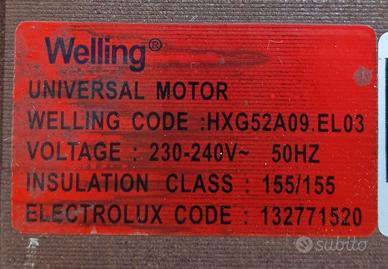 Welling®
UNIVERSAL MOTOR
WELLING CODE :HXG52A09.EL03
VOLTAGE : 230-240V~ 50HZ
INSULATION CLASS : 155/155
ELECTROLUX CODE : 132771520
subito